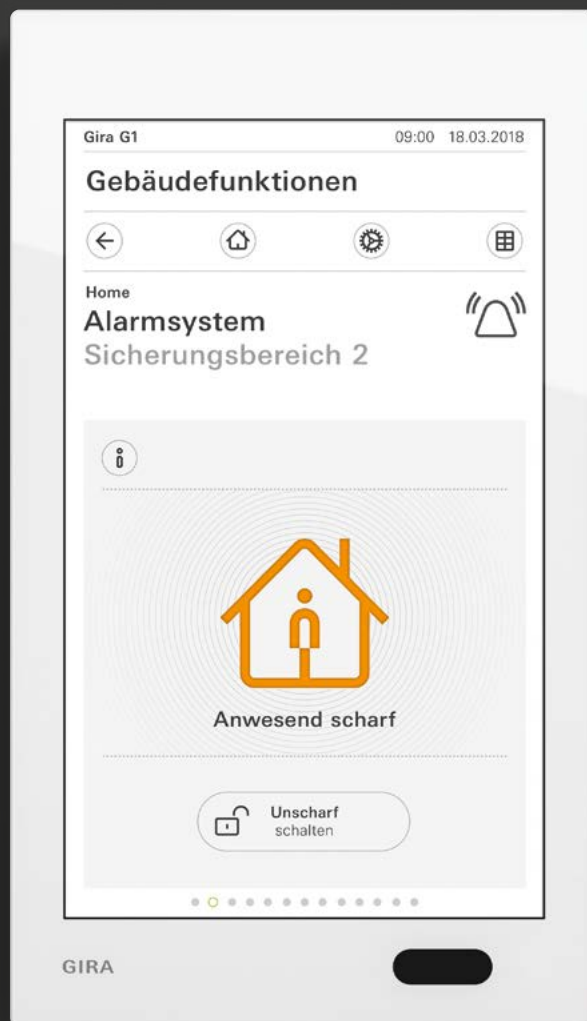 Gira G1 09:00 18.03.2018
Gebäudefunktionen
Home
Alarmsystem
Sicherungsbereich 2
Anwesend scharf
Unscharf
schalten
GIRA